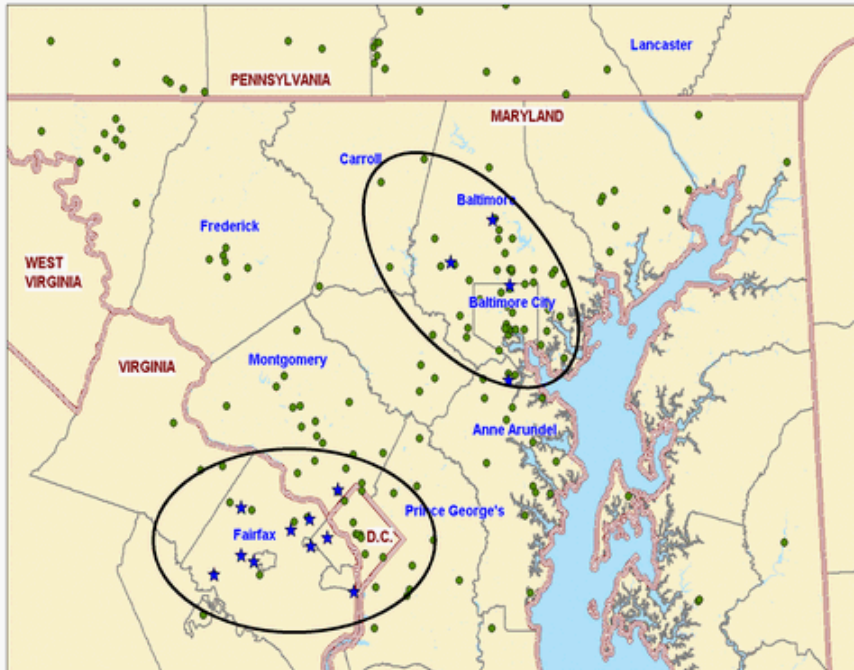 Lancaster
PENNSYLVANIA
MARYLAND
Carroll
Baltimore
Frederick
WEST
VIRGINIA
Baltimore City
Montgomery
VIRGINIA
Anne Arundel
Prince George's
Fairfax
D.C.